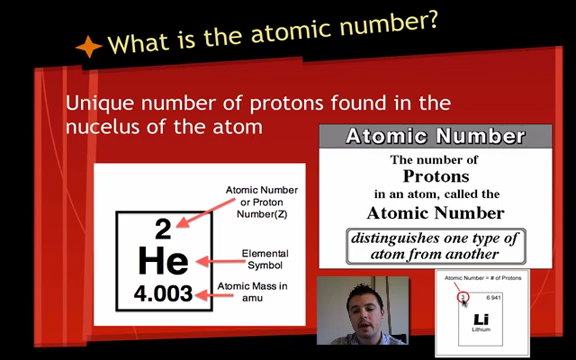 What is the atomic number?
Unique number of protons found in the
nucelus of the atom
Atomic Number
or Proton
Number(Z)
2
He
Elemental
Symbol
4.003
Atomic Mass in
amu
Atomic Number
The number of
Protons
in an atom, called the
Atomic Number
distinguishes one type of
atom from another
Atomic Number = # of Protons
3 6.941
Li
Lithium